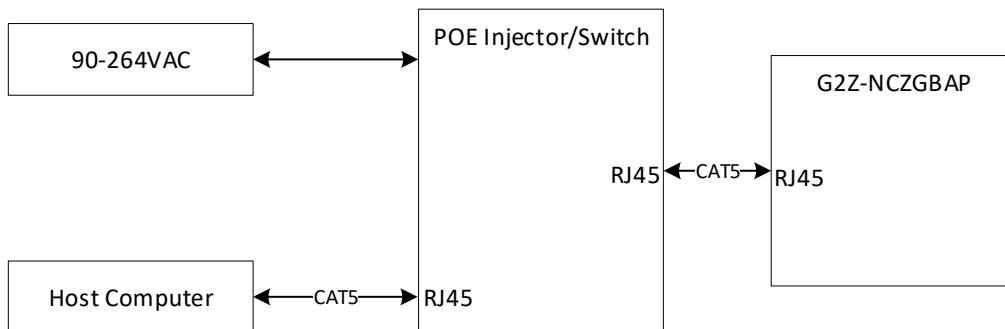 90-264VAC
POE Injector/Switch
G2Z-NCZGBAP
RJ45
CAT5
RJ45
Host Computer
CAT5
RJ45